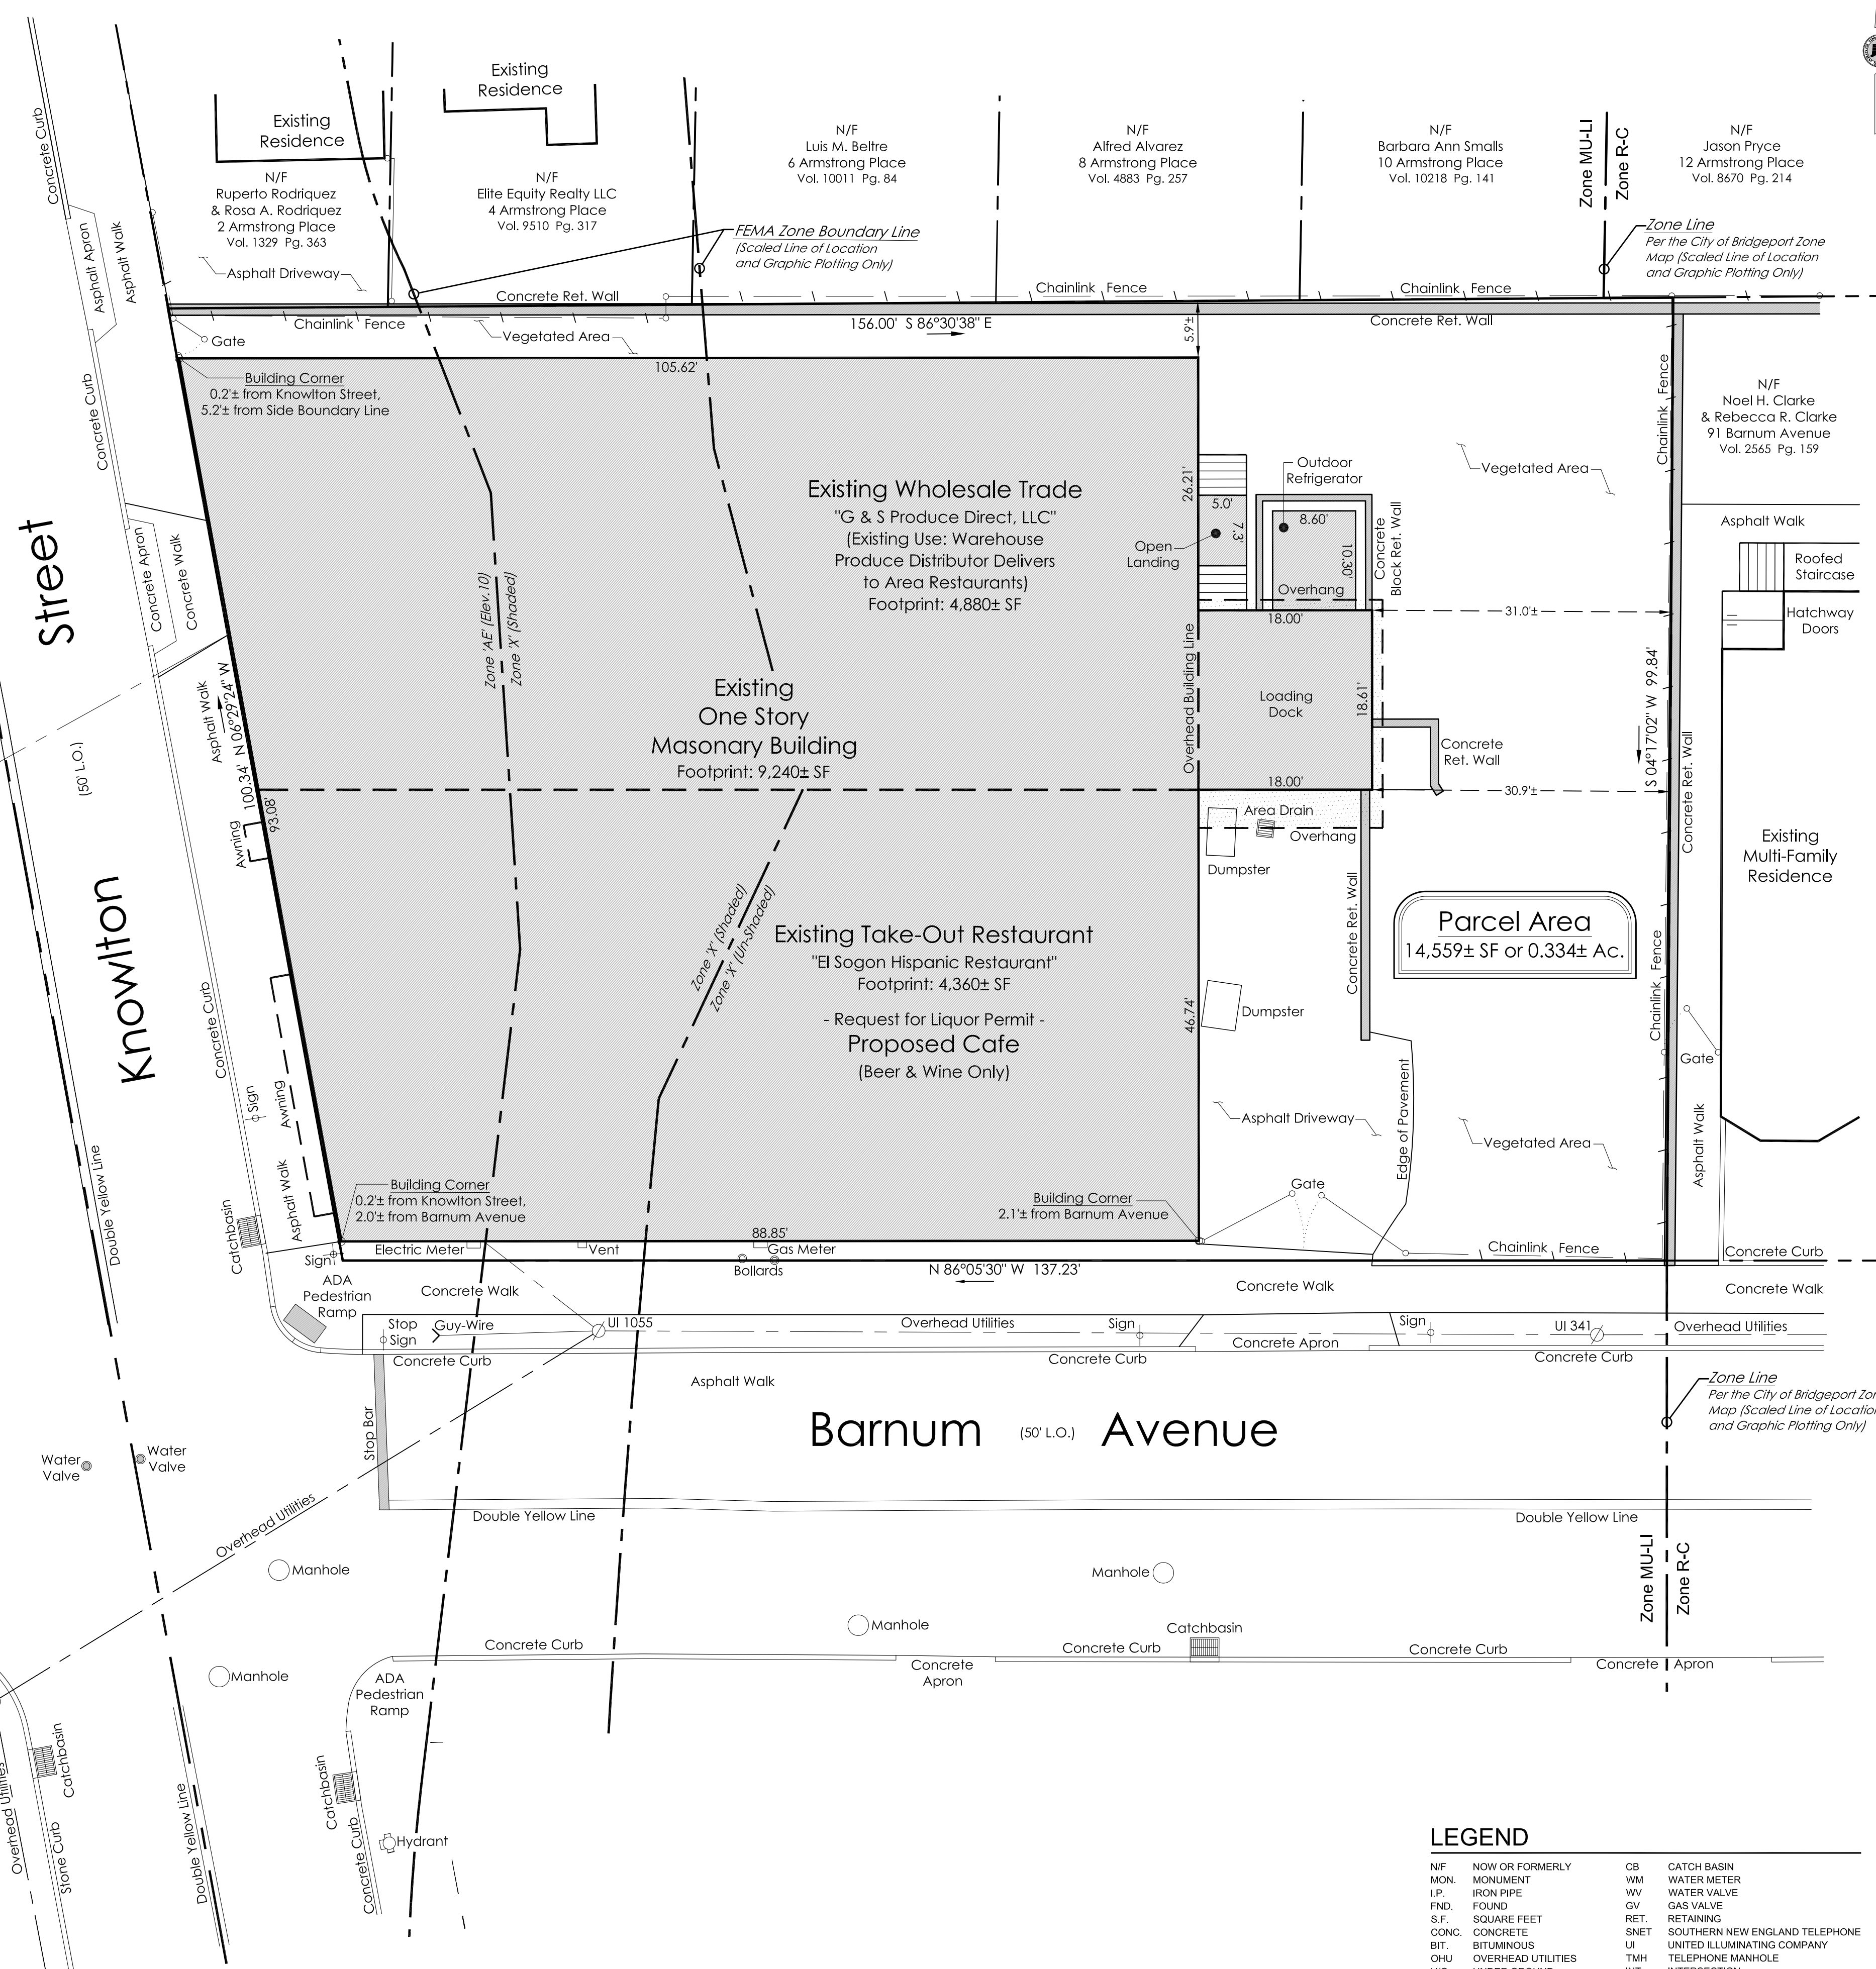 Existing
Residence
Existing
Residence
N/F
Ruperto Rodriquez
& Rosa A. Rodriquez
2 Armstrong Place
Vol. 1329 Pg. 363
N/F
Elite Equity Realty LLC
4 Armstrong Place
Vol. 9510 Pg. 317
N/F
Luis M. Beltre
6 Armstrong Place
Vol. 10011 Pg. 84
N/F
Alfred Alvarez
8 Armstrong Place
Vol. 4883 Pg. 257
N/F
Barbara Ann Smalls
10 Armstrong Place
Vol. 10218 Pg. 141
Zone MU-LI
Zone R-C
N/F
Jason Pryce
12 Armstrong Place
Vol. 8670 Pg. 214
Concrete Curb
Asphalt Apron
Asphalt Walk
FEMA Zone Boundary Line
(Scaled Line of Location
and Graphic Plotting Only)
Zone Line
Per the City of Bridgeport Zone
Map (Scaled Line of Location
and Graphic Plotting Only)
Asphalt Driveway
Concrete Ret. Wall
Chainlink Fence
Chainlink Fence
Chainlink Fence
Gate
Vegetated Area
156.00' S 86°30'38" E
5.9'±
Concrete Ret. Wall
105.62'
Building Corner
0.2'± from Knowlton Street,
5.2'± from Side Boundary Line
Concrete Curb
Concrete Apron
Concrete Walk
Street
Knowlton
(50' L.O.)
Existing Wholesale Trade
"G & S Produce Direct, LLC"
(Existing Use: Warehouse
Produce Distributor Delivers
to Area Restaurants)
Footprint: 4,880± SF
26.21'
5.0'
7.3'
Open
Landing
Outdoor
Refrigerator
8.60'
10.30'
Overhang
Concrete
Block Ret. Wall
Vegetated Area
Chainlink Fence
N/F
Noel H. Clarke
& Rebecca R. Clarke
91 Barnum Avenue
Vol. 2565 Pg. 159
Asphalt Walk
Roofed
Staircase
Hatchway
Doors
Zone 'AE' (Elev. 10)
Zone 'X' (Shaded)
18.00'
31.0'±
Overhead Building Line
Loading
Dock
18.61'
Concrete
Ret. Wall
S 04°17'02" W 99.84'
Concrete Ret. Wall
Existing
One Story
Masonary Building
Footprint: 9,240± SF
Asphalt Walk
100.34' N 06°29'24" W
93.08'
Awning
18.00'
30.9'±
Area Drain
Overhang
Dumpster
Concrete Ret. Wall
Existing
Multi-Family
Residence
Parcel Area
14,559± SF or 0.334± Ac.
Zone 'X' (Shaded)
Zone 'X' (Un-Shaded)
Existing Take-Out Restaurant
"El Sogon Hispanic Restaurant"
Footprint: 4,360± SF
- Request for Liquor Permit -
Proposed Cafe
(Beer & Wine Only)
46.74'
Dumpster
Chainlink Fence
Gate
Concrete Curb
Sign
Awning
Asphalt Walk
Asphalt Driveway
Edge of Pavement
Vegetated Area
Asphalt Walk
Double Yellow Line
Catchbasin
Building Corner
0.2'± from Knowlton Street,
2.0'± from Barnum Avenue
Building Corner
2.1'± from Barnum Avenue
Gate
88.85'
Sign
Electric Meter
Vent
Gas Meter
Bollards
N 86°05'30" W 137.23'
Chainlink Fence
Concrete Curb
ADA
Pedestrian
Ramp
Concrete Walk
Concrete Walk
Concrete Walk
Stop
Sign
Guy-Wire
UI 1055
Overhead Utilities
Sign
Concrete Apron
Sign
UI 341
Overhead Utilities
Concrete Curb
Concrete Curb
Concrete Curb
Asphalt Walk
Stop Bar
Barnum (50' L.O.) Avenue
Zone Line
Per the City of Bridgeport Zon
Map (Scaled Line of Location
and Graphic Plotting Only)
Water
Valve
Water
Valve
Overhead Utilities
Double Yellow Line
Double Yellow Line
Zone MU-LI
Zone R-C
Manhole
Manhole
Manhole
Manhole
Catchbasin
Concrete Curb
Concrete
Apron
Concrete Curb
Concrete Curb
Concrete Apron
ADA
Pedestrian
Ramp
Catchbasin
Catchbasin
Hydrant
Overhead Utilities
Stone Curb
Double Yellow Line
Concrete Curb
LEGEND
N/F NOW OR FORMERLY CB CATCH BASIN
MON. MONUMENT WM WATER METER
I.P. IRON PIPE WV WATER VALVE
FND. FOUND GV GAS VALVE
S.F. SQUARE FEET RET. RETAINING
CONC. CONCRETE SNET SOUTHERN NEW ENGLAND TELEPHONE
BIT. BITUMINOUS UI UNITED ILLUMINATING COMPANY
OHU OVERHEAD UTILITIES TMH TELEPHONE MANHOLE